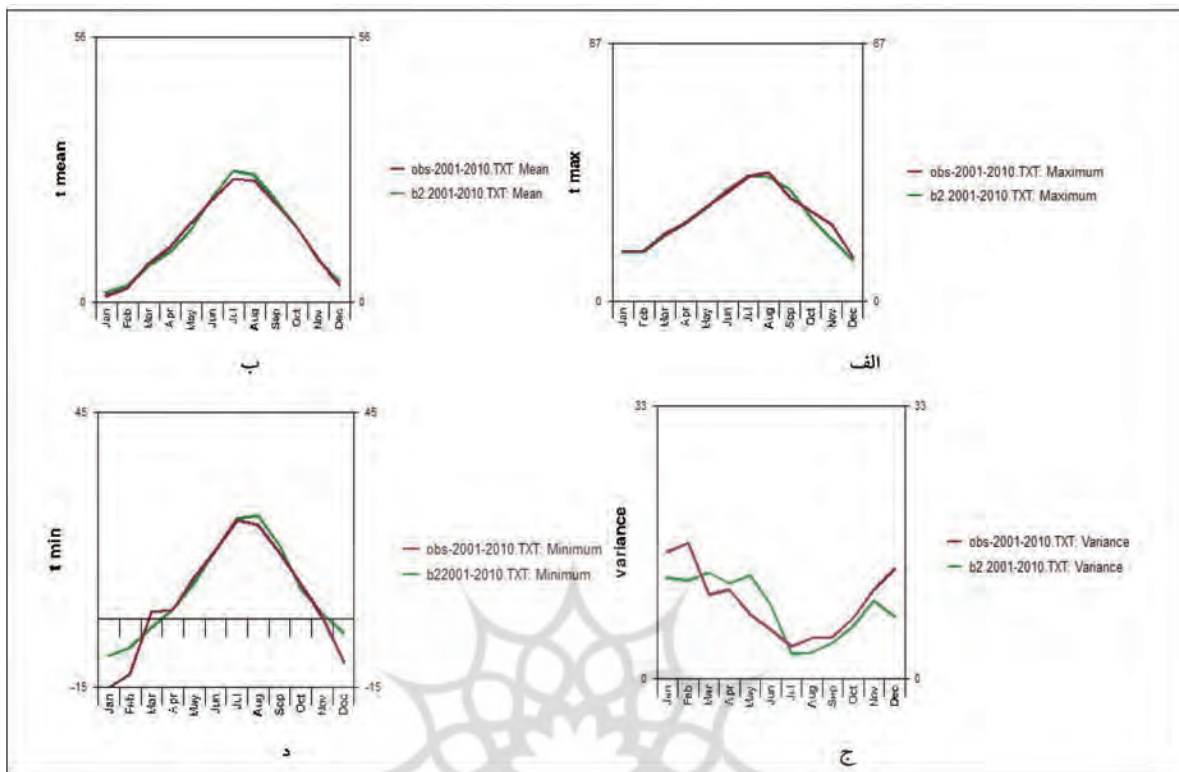 56
56
t mean
obs-2001-2010.TXT: Mean
b2.2001-2010.TXT: Mean
0
0
Jan
Feb
Mar
Apr
May
Jun
Jul
Aug
Sep
Oct
Nov
Dec
ب
67
67
t max
obs-2001-2010.TXT: Maximum
b2.2001-2010.TXT: Maximum
0
0
Jan
Feb
Mar
Apr
May
Jun
Jul
Aug
Sep
Oct
Nov
Dec
الف
45
45
t min
obs-2001-2010.TXT: Minimum
b22001-2010.TXT: Minimum
-15
-15
Jan
Feb
Mar
Apr
May
Jun
Jul
Aug
Sep
Oct
Nov
Dec
د
33
33
variance
obs-2001-2010.TXT: Variance
b2.2001-2010.TXT: Variance
0
0
Jan
Feb
Mar
Apr
May
Jun
Jul
Aug
Sep
Oct
Nov
Dec
ج